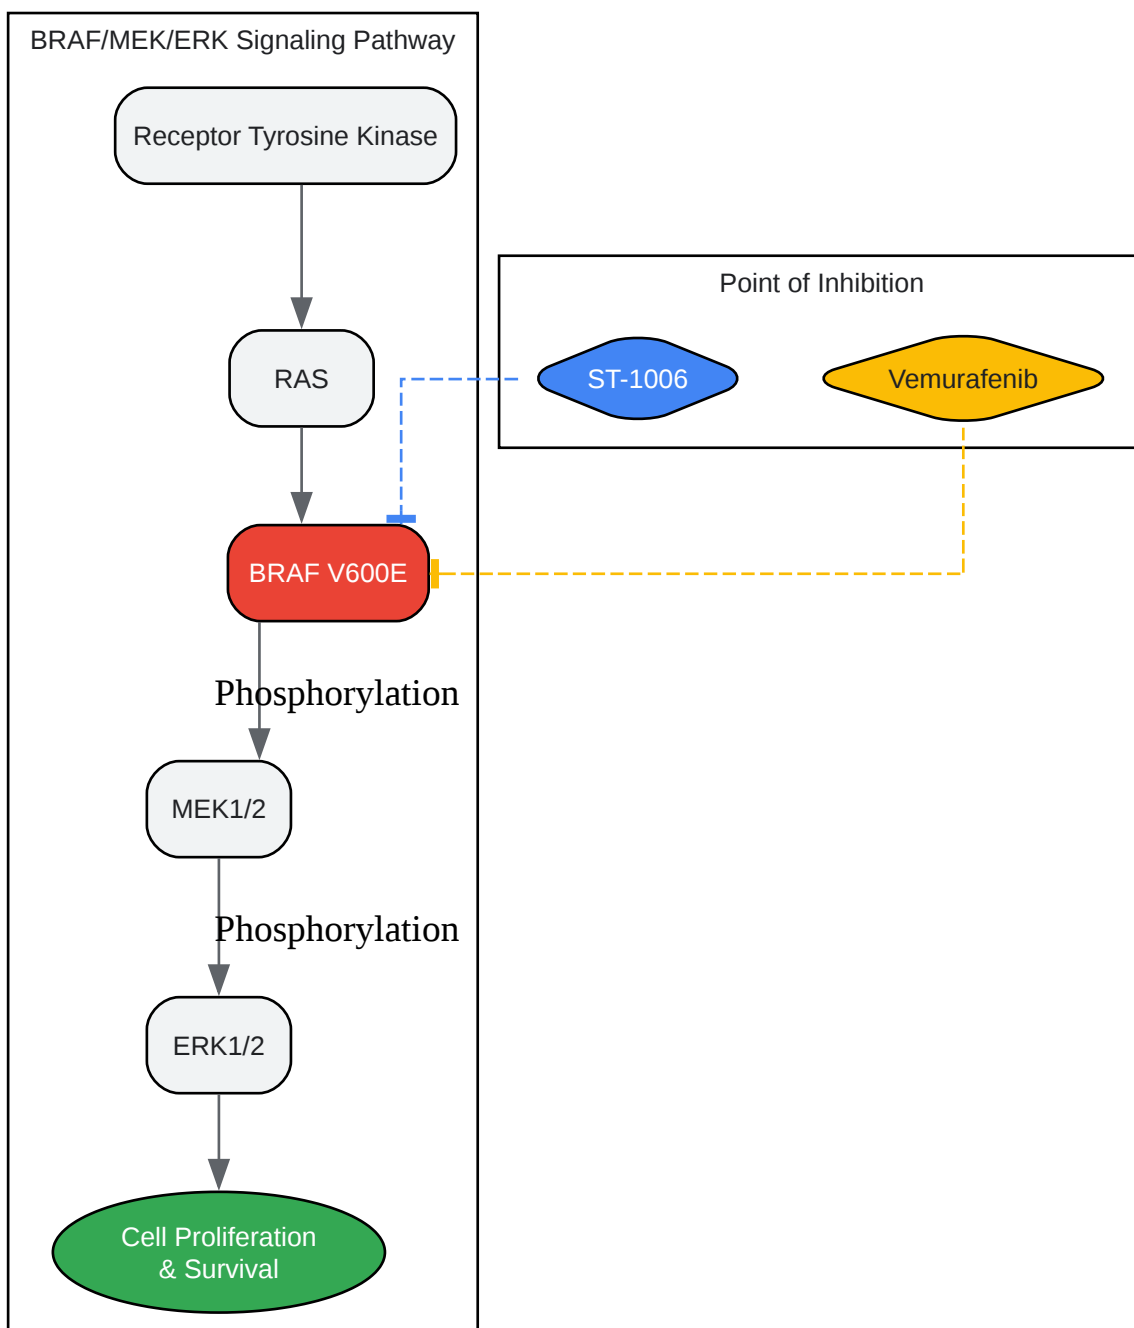 BRAF/MEK/ERK Signaling Pathway
Receptor Tyrosine Kinase
RAS
Point of Inhibition
ST-1006
Vemurafenib
BRAF V600E
Phosphorylation
MEK1/2
Phosphorylation
ERK1/2
Cell Proliferation
& Survival